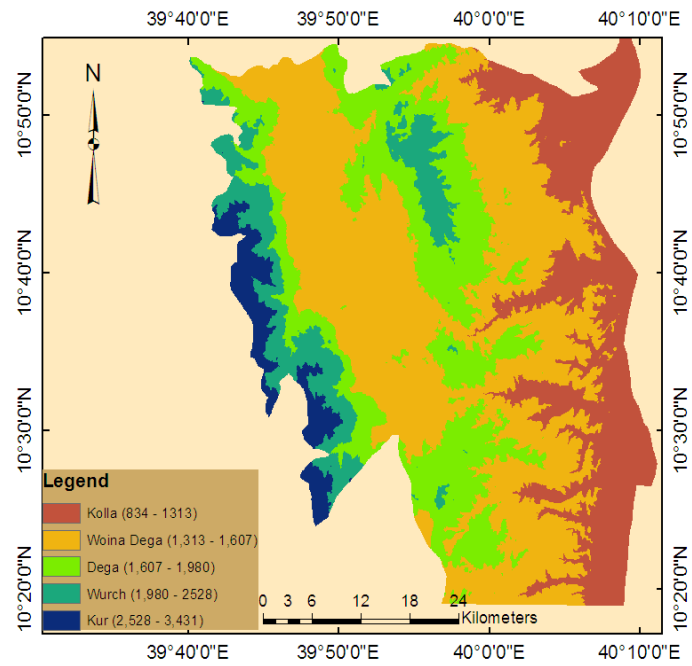 39°40'0"E 39°50'0"E 40°0'0"E 40°10'0"E
N
10°50'0"N 10°50'0"N
10°40'0"N 10°40'0"N
10°30'0"N 10°30'0"N
10°20'0"N 10°20'0"N
Legend
Kolla (834 - 1313)
Woina Dega (1,313 - 1,607)
Dega (1,607 - 1,980)
Wurch (1,980 - 2528)
Kur (2,528 - 3,431)
0 3 6 12 18 24
Kilometers
39°40'0"E 39°50'0"E 40°0'0"E 40°10'0"E